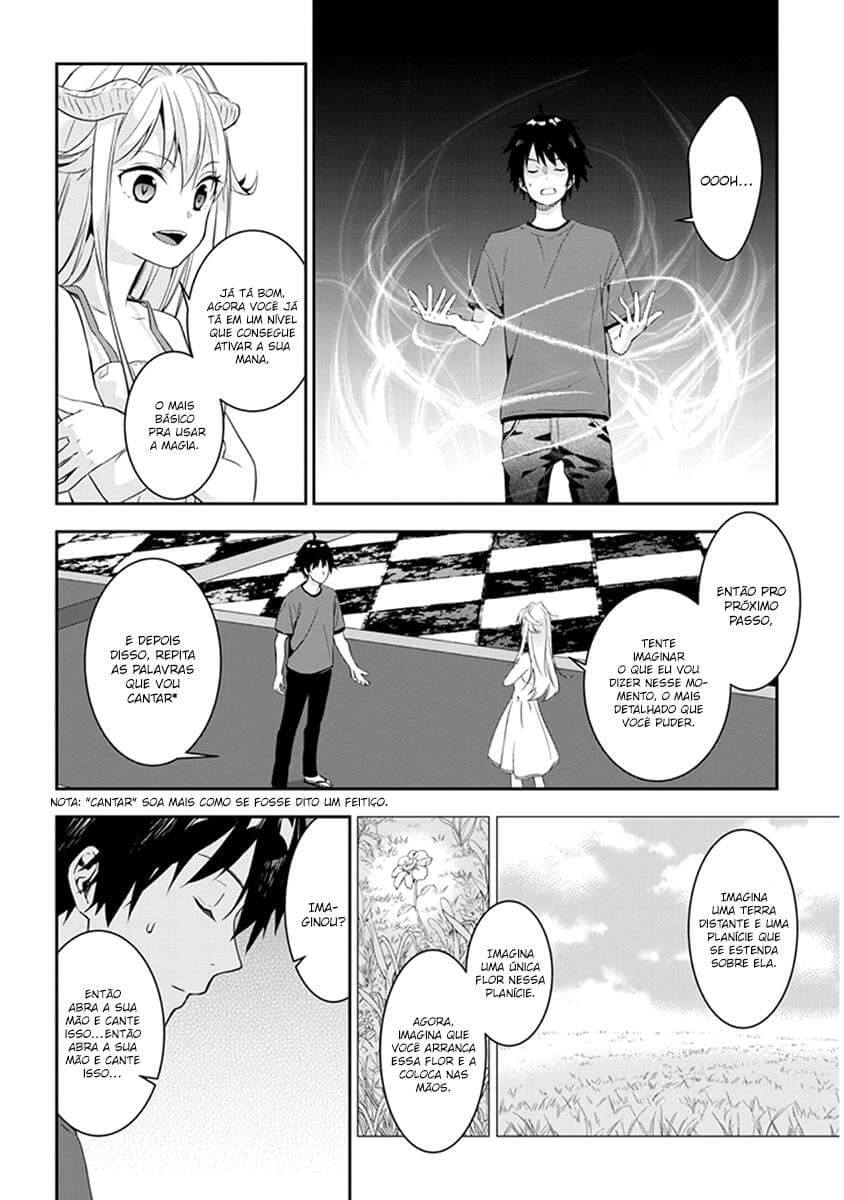 OOOH...
JÁ TÁ BOM,
AGORA VOCÊ JÁ
TÁ EM UM NÍVEL
QUE CONSEGUE
ATIVAR A SUA
MANA,
O MAIS
BÁSICO
PRA USAR
A MAGIA.
ENTÃO PRO
PRÓXIMO
PASSO,
TENTE
IMAGINAR
O QUE EU VOU
DIZER NESSE MO-
MENTO, O MAIS
DETALHADO QUE
VOCÊ PUDER.
E DEPOIS
DISSO, REPITA
AS PALAVRAS
QUE VOU
CANTAR*
NOTA: "CANTAR" SOA MAIS COMO SE FOSSE DITO UM FEITIÇO.
IMAGINA
UMA TERRA
DISTANTE E UMA
PLANÍCIE QUE
SE ESTENDA
SOBRE ELA.
IMAGINA
UMA ÚNICA
FLOR NESSA
PLANÍCIE.
AGORA,
IMAGINA QUE
VOCÊ ARRANCA
ESSA FLOR E A
COLOCA NAS
MÃOS.
IMA-
GINOU?
ENTÃO
ABRA A SUA
MÃO E CANTE
ISSO...ENTÃO
ABRA A SUA
MÃO E CANTE
ISSO...